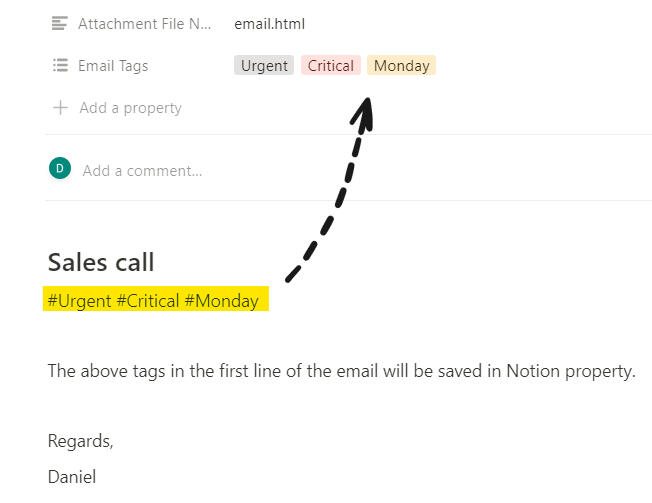 Attachment File N... email.html
Email Tags Urgent Critical Monday
Add a property
D Add a comment...
Sales call
#Urgent #Critical #Monday
The above tags in the first line of the email will be saved in Notion property.
Regards,
Daniel